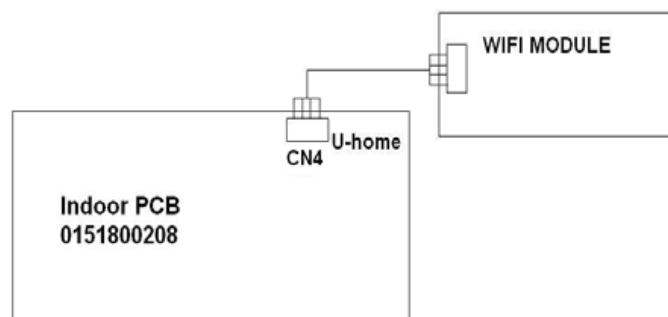 WIFI MODULE
U-home
CN4
Indoor PCB
0151800208